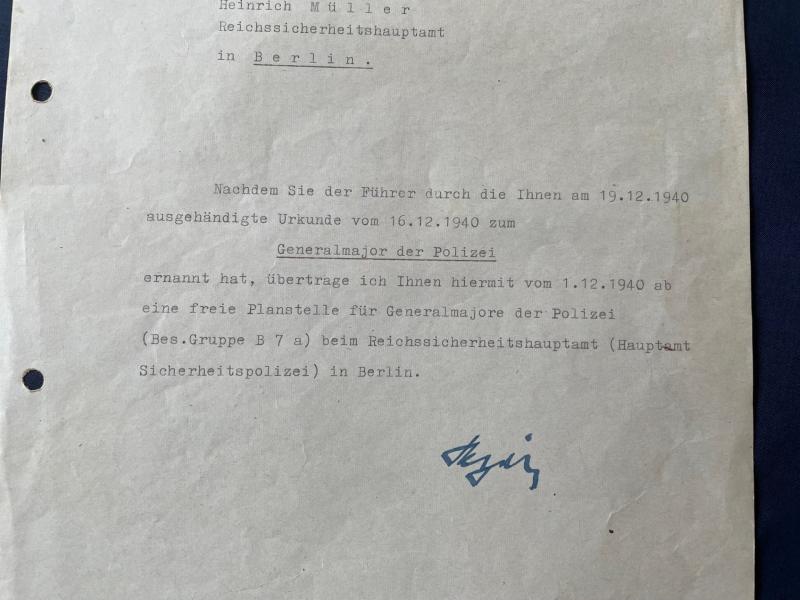 Heinrich M ü l l e r
Reichssicherheitshauptamt
in B e r l i n .
Nachdem Sie der Führer durch die Ihnen am 19.12.1940
ausgehändigte Urkunde vom 16.12.1940 zum
Generalmajor der Polizei
ernannt hat, übertrage ich Ihnen hiermit vom 1.12.1940 ab
eine freie Planstelle für Generalmajore der Polizei
(Bes.Gruppe B 7 a) beim Reichssicherheitshauptamt (Hauptamt
Sicherheitspolizei) in Berlin.